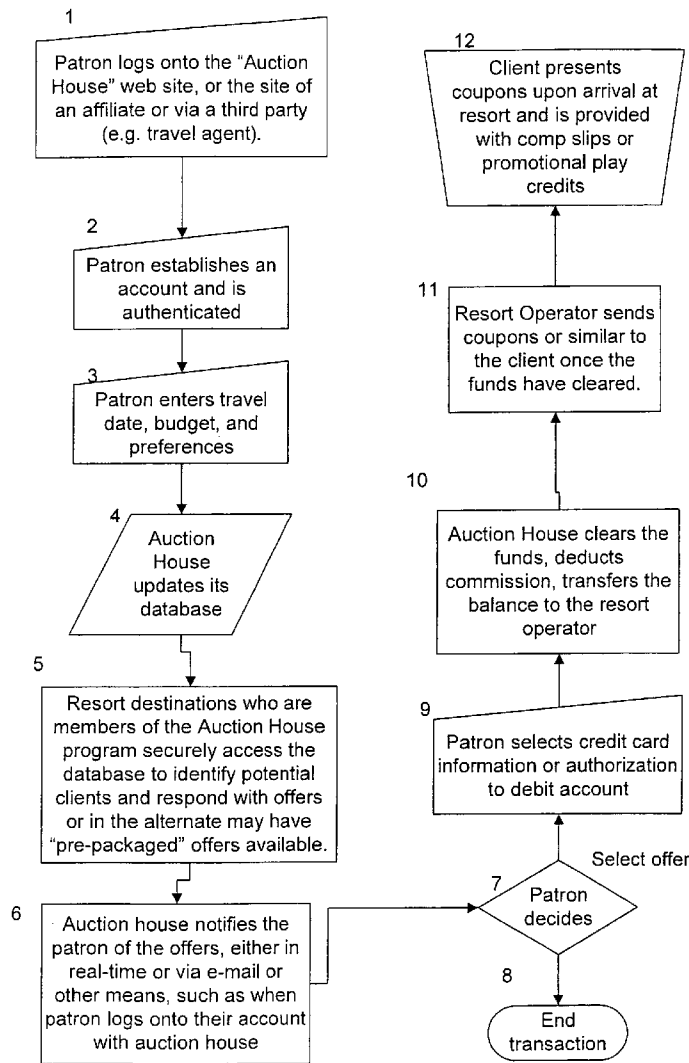 1
Patron logs onto the “Auction
House” web site, or the site of
an affiliate or via a third party
(e.g. travel agent).
2
Patron establishes an
account and is
authenticated
3
Patron enters travel
date, budget, and
preferences
4
Auction
House
updates its
database
5
Resort destinations who are
members of the Auction House
program securely access the
database to identify potential
clients and respond with offers
or in the alternate may have
“pre-packaged” offers available.
6
Auction house notifies the
patron of the offers, either in
real-time or via e-mail or
other means, such as when
patron logs onto their account
with auction house
7
Patron
decides
Select offer
8
End
transaction
9
Patron selects credit card
information or authorization
to debit account
10
Auction House clears the
funds, deducts
commission, transfers the
balance to the resort
operator
11
Resort Operator sends
coupons or similar to
the client once the
funds have cleared.
12
Client presents
coupons upon arrival at
resort and is provided
with comp slips or
promotional play
credits